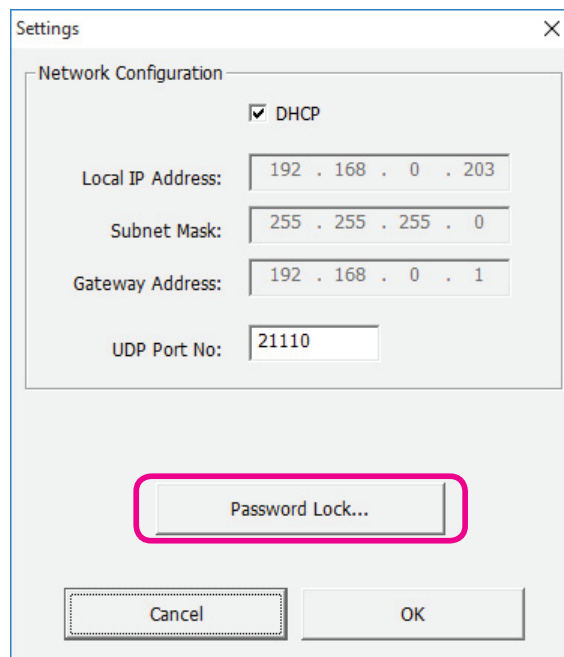 Settings
Network Configuration
DHCP
Local IP Address: 192 . 168 . 0 . 203
Subnet Mask: 255 . 255 . 255 . 0
Gateway Address: 192 . 168 . 0 . 1
UDP Port No: 21110
Password Lock...
Cancel OK